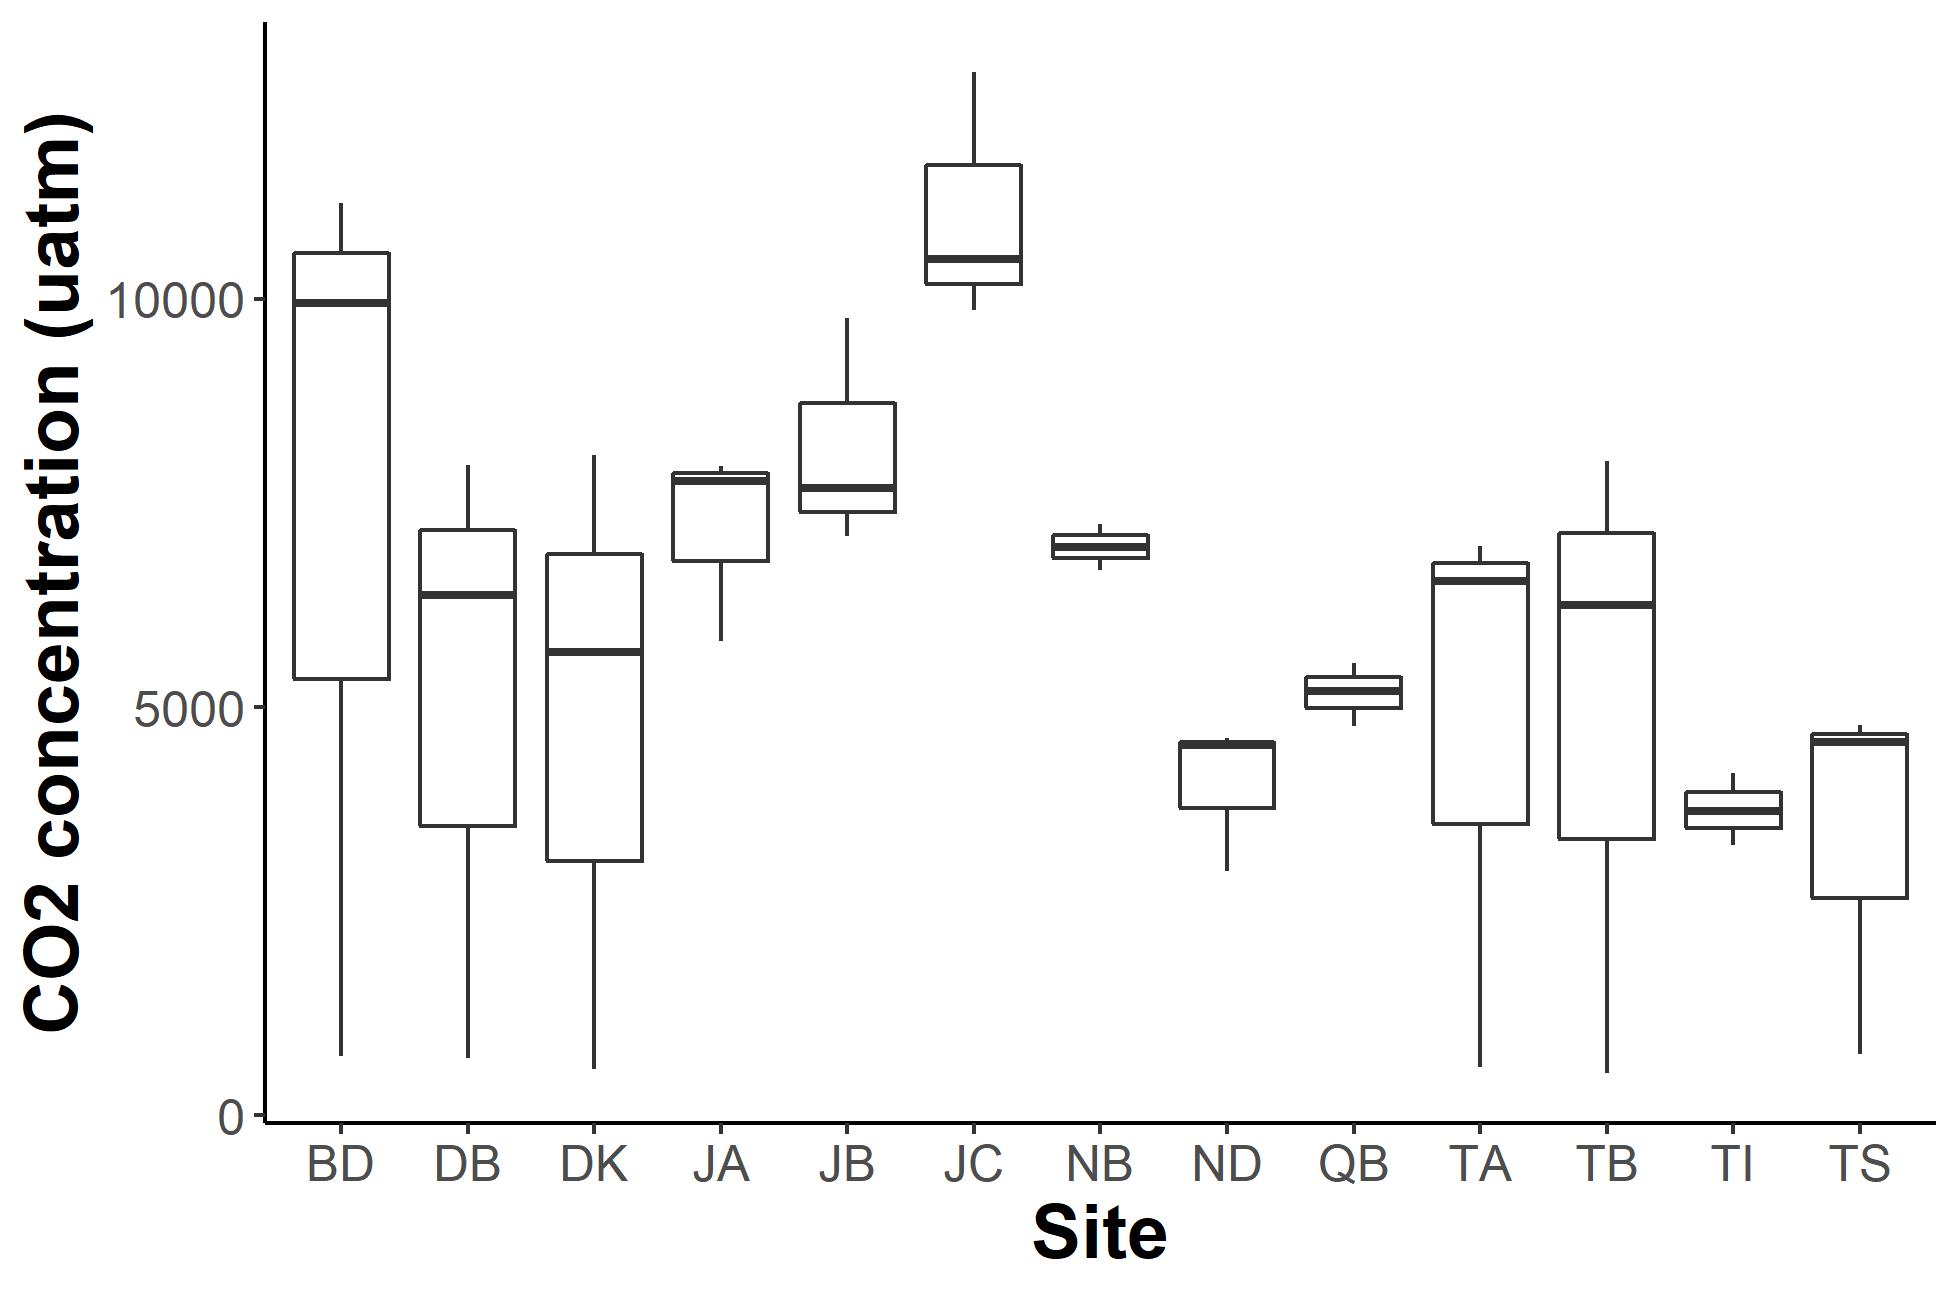 CO2 concentration (uatm)
10000
5000
0
BD DB DK JA JB JC NB ND QB TA TB TI TS
Site